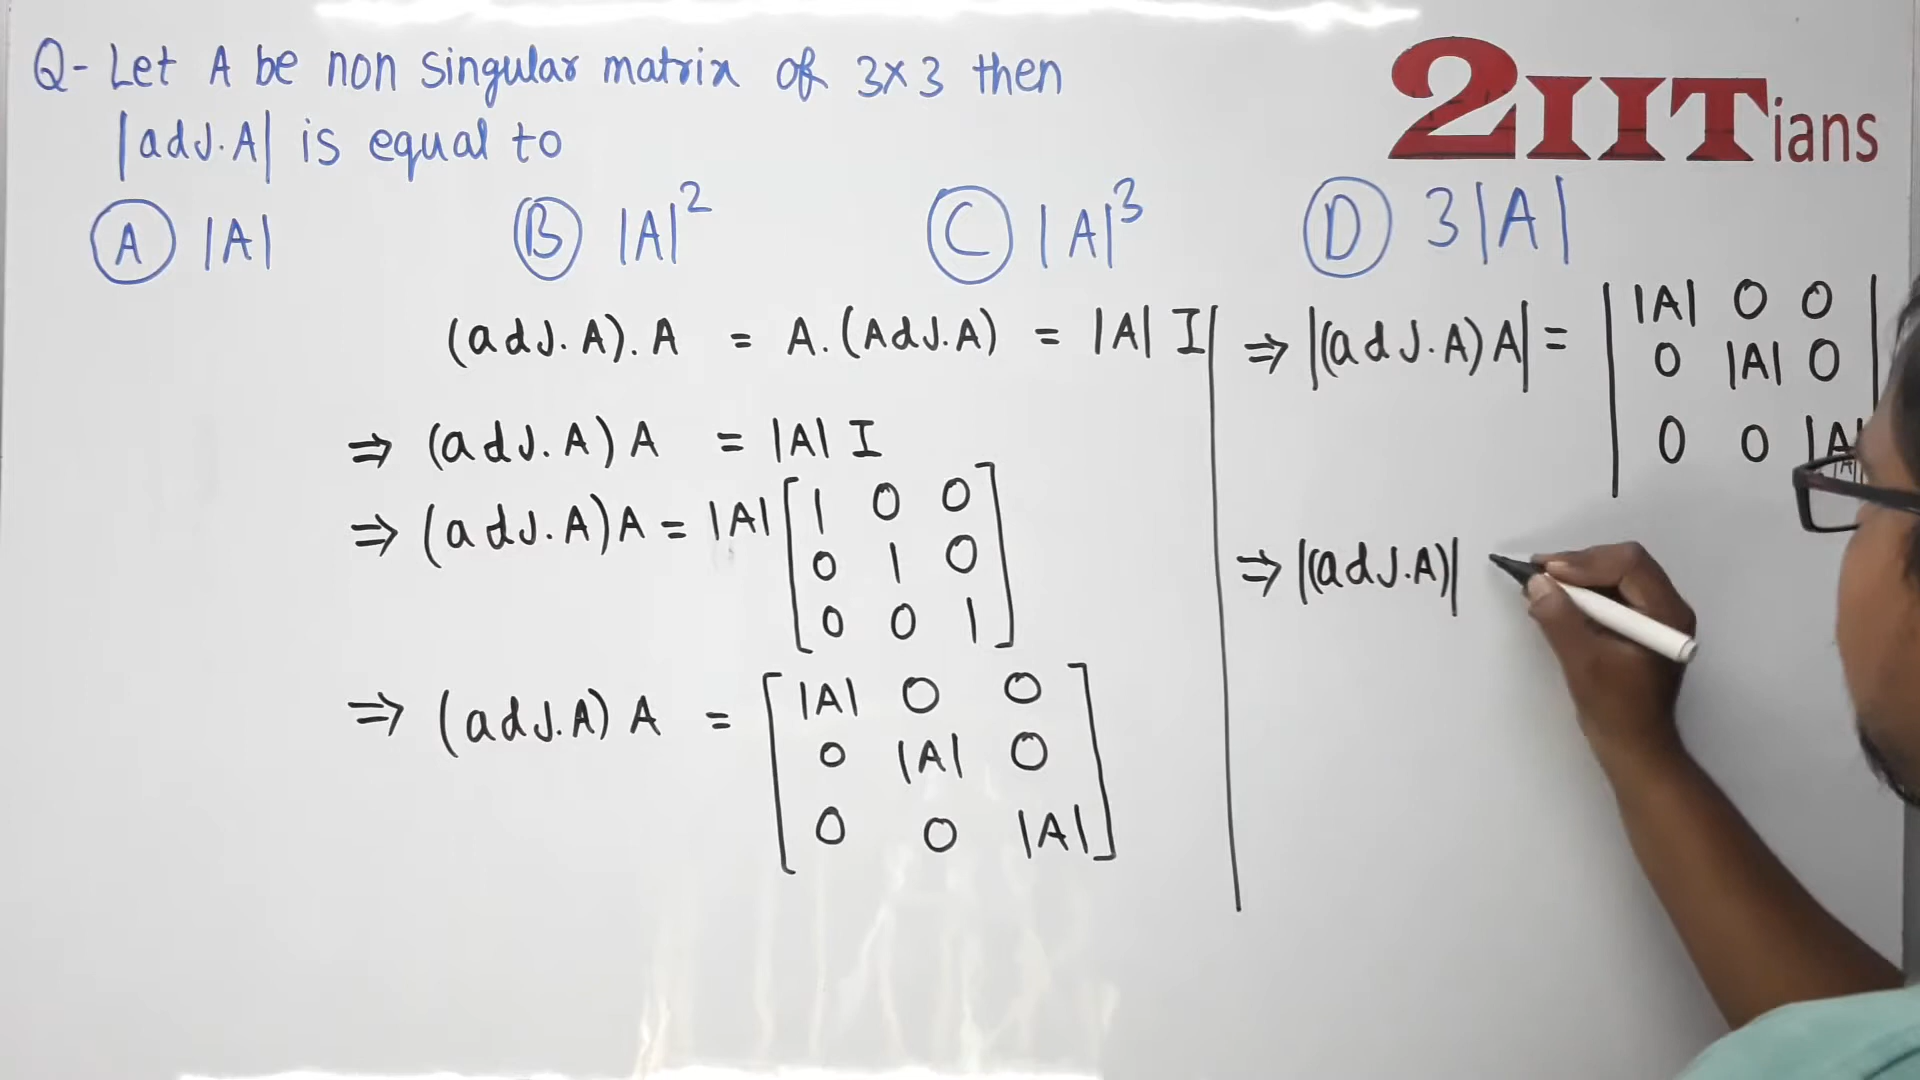 Q- Let A be non singular matrix of 3×3 then
|adJ.A| is equal to
A |A| B |A|² C |A|³ D 3|A|
2IITians
(adJ.A).A = A.(AdJ.A) = |A| I
⇒ (adJ.A) A = |A| I
⇒ (adJ.A)A = |A| [1 0 0
0 1 0
0 0 1]
⇒ (adJ.A) A = [|A| 0 0
0 |A| 0
0 0 |A|]
⇒ |(adJ.A) A| = | |A| 0 0
0 |A| 0
0 0 |A| |
⇒ |(adJ.A)|